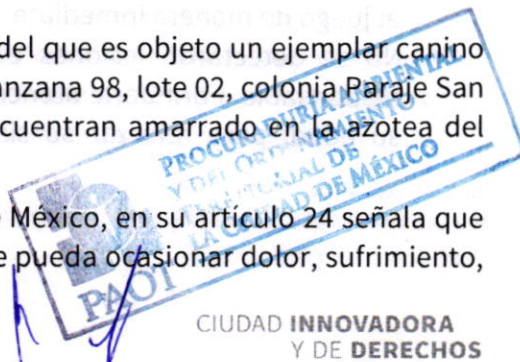 del que es objeto un ejemplar canino
anzana 98, lote 02, colonia Paraje San
cuentran amarrado en la azotea del
PROCURADURÍA AMBIENTAL
Y DEL ORDENAMIENTO
TERRITORIAL DE
LA CIUDAD DE MÉXICO
PAOT
México, en su artículo 24 señala que
e pueda ocasionar dolor, sufrimiento,
CIUDAD INNOVADORA
Y DE DERECHOS